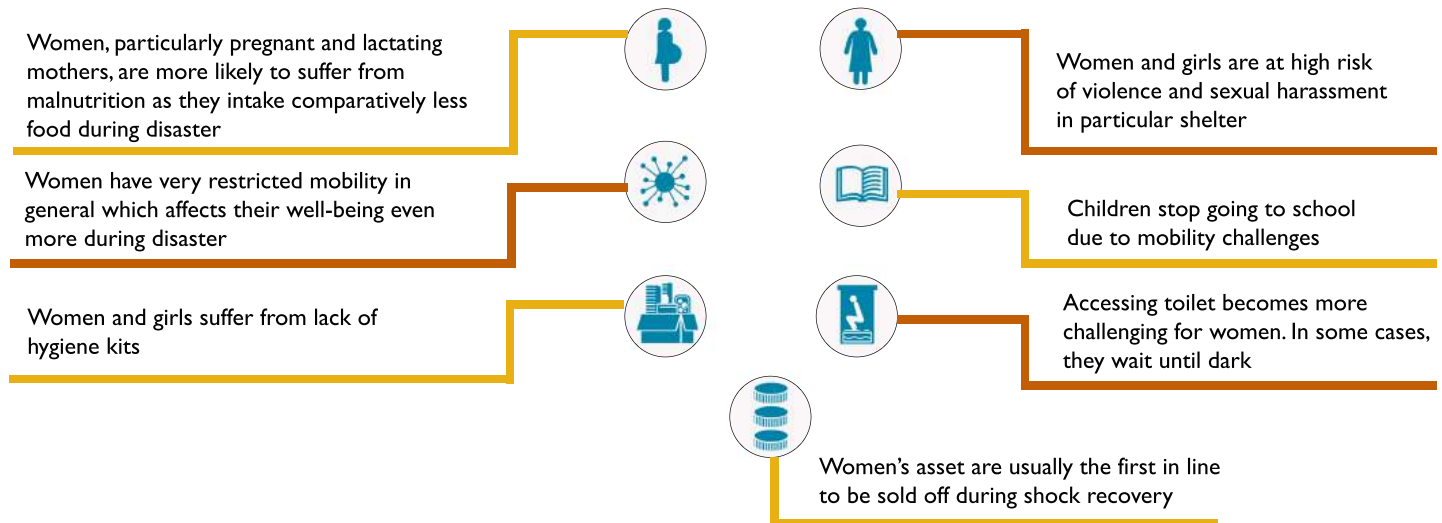 Women, particularly pregnant and lactating
mothers, are more likely to suffer from
malnutrition as they intake comparatively less
food during disaster
Women have very restricted mobility in
general which affects their well-being even
more during disaster
Women and girls suffer from lack of
hygiene kits
Women and girls are at high risk
of violence and sexual harassment
in particular shelter
Children stop going to school
due to mobility challenges
Accessing toilet becomes more
challenging for women. In some cases,
they wait until dark
Women’s asset are usually the first in line
to be sold off during shock recovery